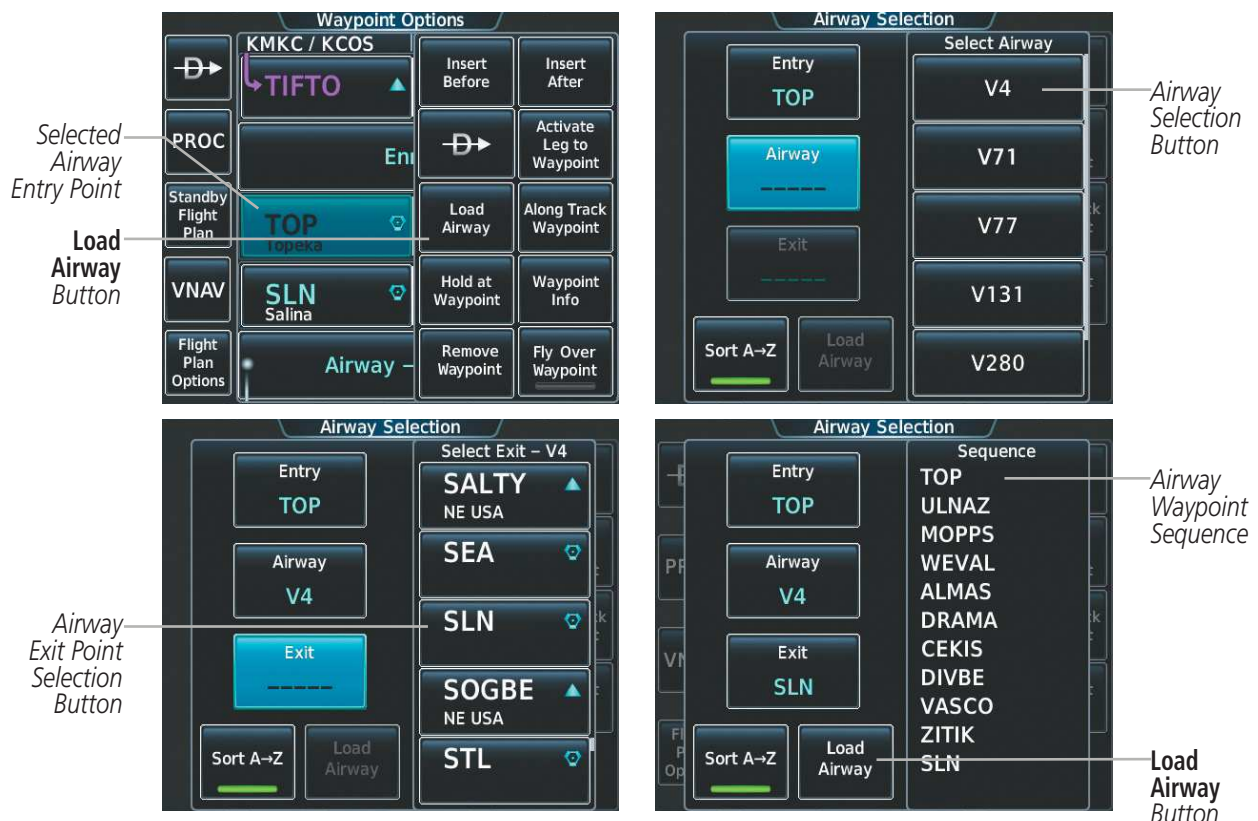 Waypoint Options
KMKC / KCOS
TIFTO
PROC
Standby
Flight
Plan
TOP
Topeka
VNAV
SLN
Salina
Flight
Plan
Options
Airway –
Insert
Before
Insert
After
Activate
Leg to
Waypoint
Load
Airway
Along Track
Waypoint
Hold at
Waypoint
Waypoint
Info
Remove
Waypoint
Fly Over
Waypoint
Selected
Airway
Entry Point
Load
Airway
Button
Airway Selection
Entry
TOP
Airway
_____
Exit
_____
Sort A→Z
Load
Airway
Select Airway
V4
V71
V77
V131
V280
Airway
Selection
Button
Airway Selection
Entry
TOP
Airway
V4
Exit
_____
Sort A→Z
Load
Airway
Select Exit – V4
SALTY
NE USA
SEA
SLN
SOGBE
NE USA
STL
Airway
Exit Point
Selection
Button
Airway Selection
Entry
TOP
Airway
V4
Exit
SLN
Sort A→Z
Load
Airway
Sequence
TOP
ULNAZ
MOPPS
WEVAL
ALMAS
DRAMA
CEKIS
DIVBE
VASCO
ZITIK
SLN
Airway
Waypoint
Sequence
Load
Airway
Button